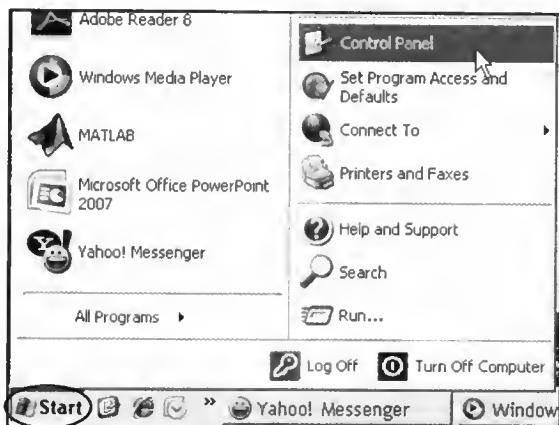 Adobe Reader 8
Windows Media Player
MATLAB
Microsoft Office PowerPoint
2007
Yahoo! Messenger
All Programs
Control Panel
Set Program Access and
Defaults
Connect To
Printers and Faxes
Help and Support
Search
Run...
Log Off
Turn Off Computer
Start
»
Yahoo! Messenger
Window